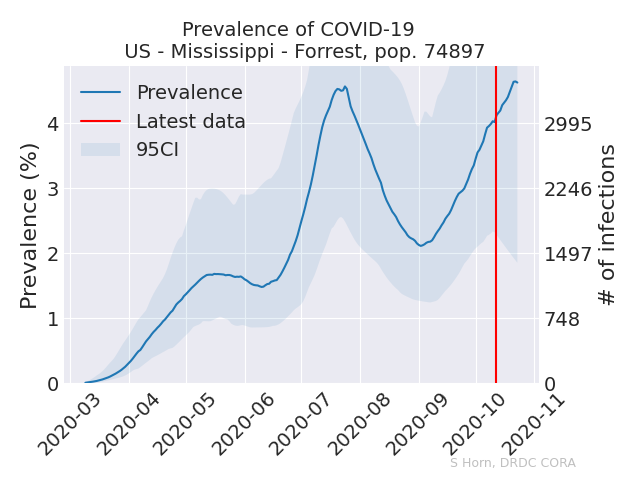 Prevalence of COVID-19
US - Mississippi - Forrest, pop. 74897
Prevalence
Latest data
95CI
Prevalence (%)
4
3
2
1
0
2995
2246
1497
748
0
# of infections
2020-03
2020-04
2020-05
2020-06
2020-07
2020-08
2020-09
2020-10
2020-11
S Horn, DRDC CORA